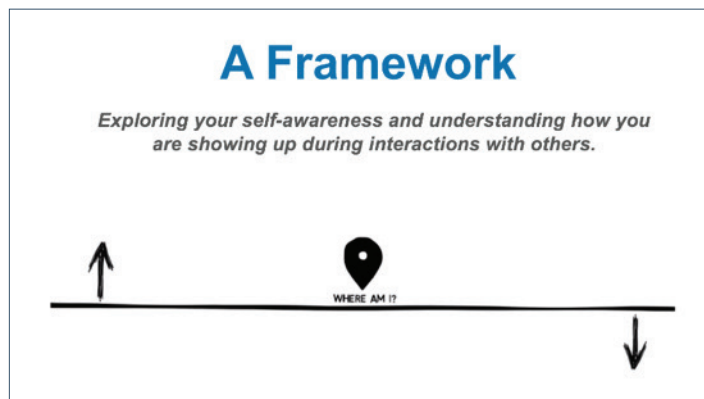 A Framework
Exploring your self-awareness and understanding how you
are showing up during interactions with others.
WHERE AM I?